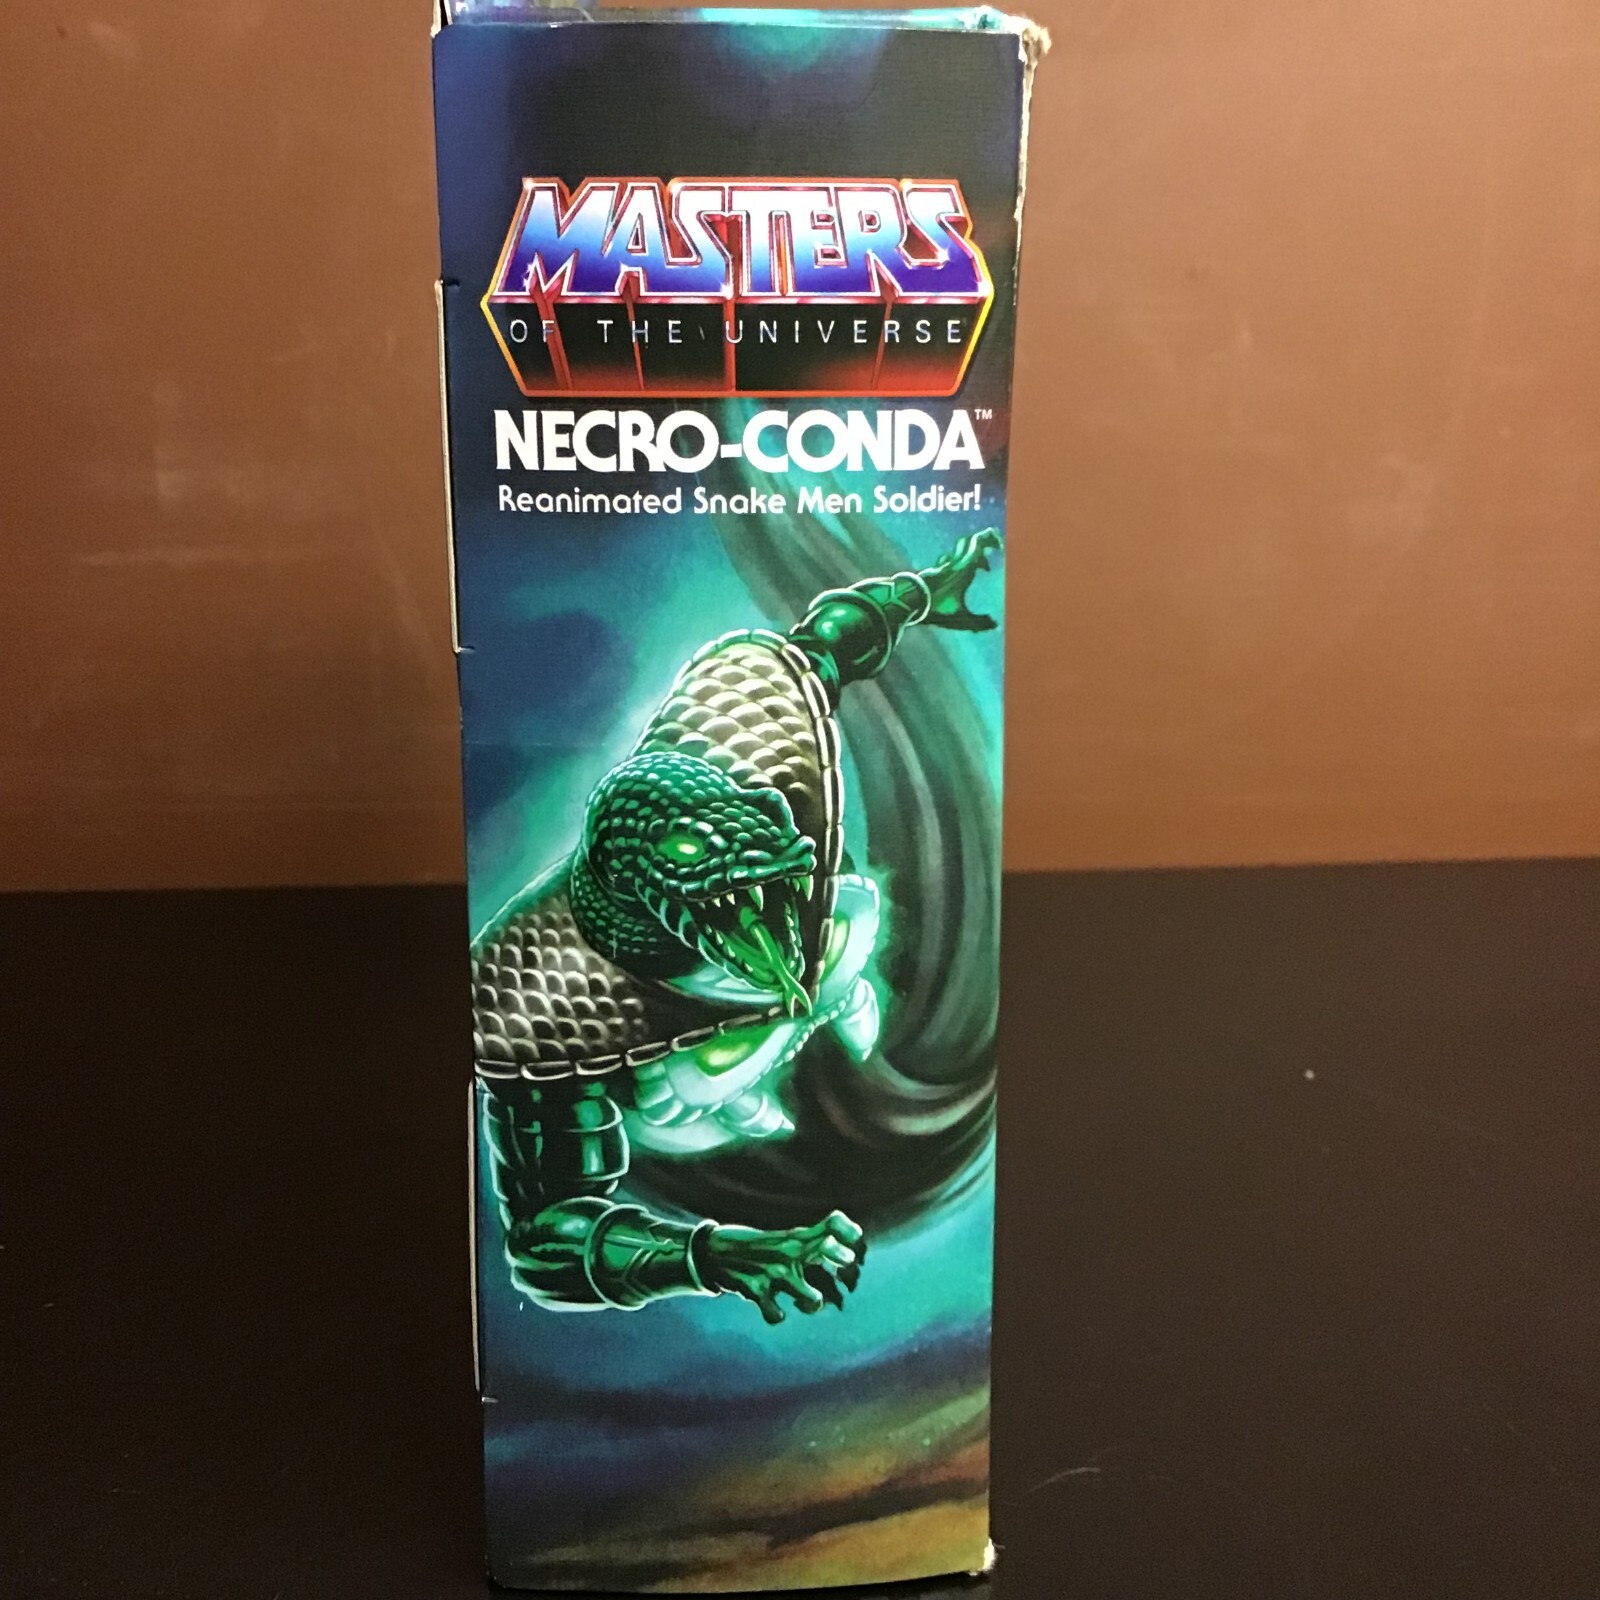 MASTERS
OF THE UNIVERSE
NECRO-CONDA™
Reanimated Snake Men Soldier!